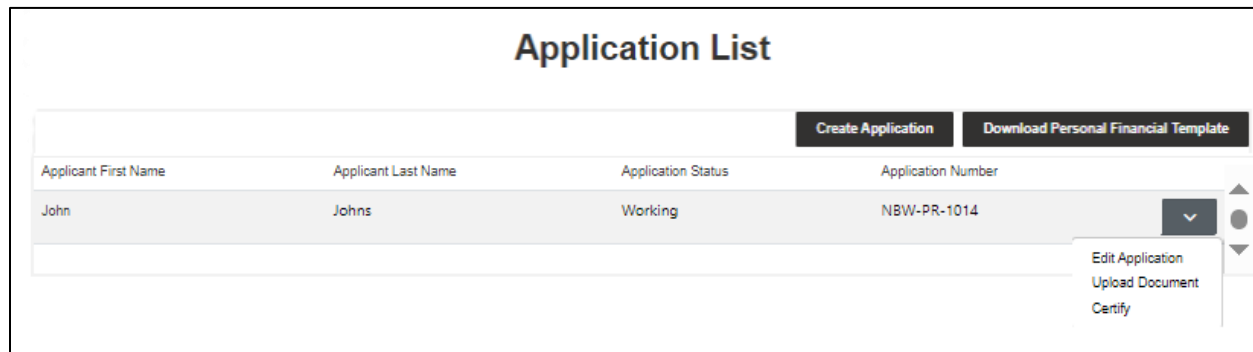 Application List
Create Application Download Personal Financial Template
Applicant First Name Applicant Last Name Application Status Application Number
John Johns Working NBW-PR-1014
Edit Application
Upload Document
Certify